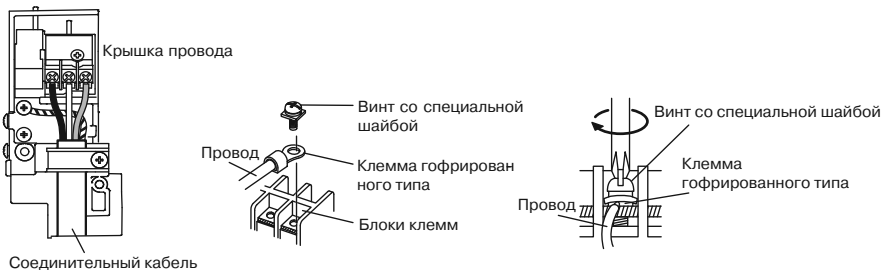 Крышка провода
Соединительный кабель
Винт со специальной
шайбой
Провод
Клемма гофрирован
ного типа
Блоки клемм
Винт со специальной шайбой
Клемма
гофрированного типа
Провод